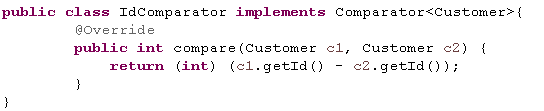 public class IdComparator implements Comparator<Customer>{
@Override
public int compare(Customer c1, Customer c2) {
return (int) (c1.getId() - c2.getId());
}
}